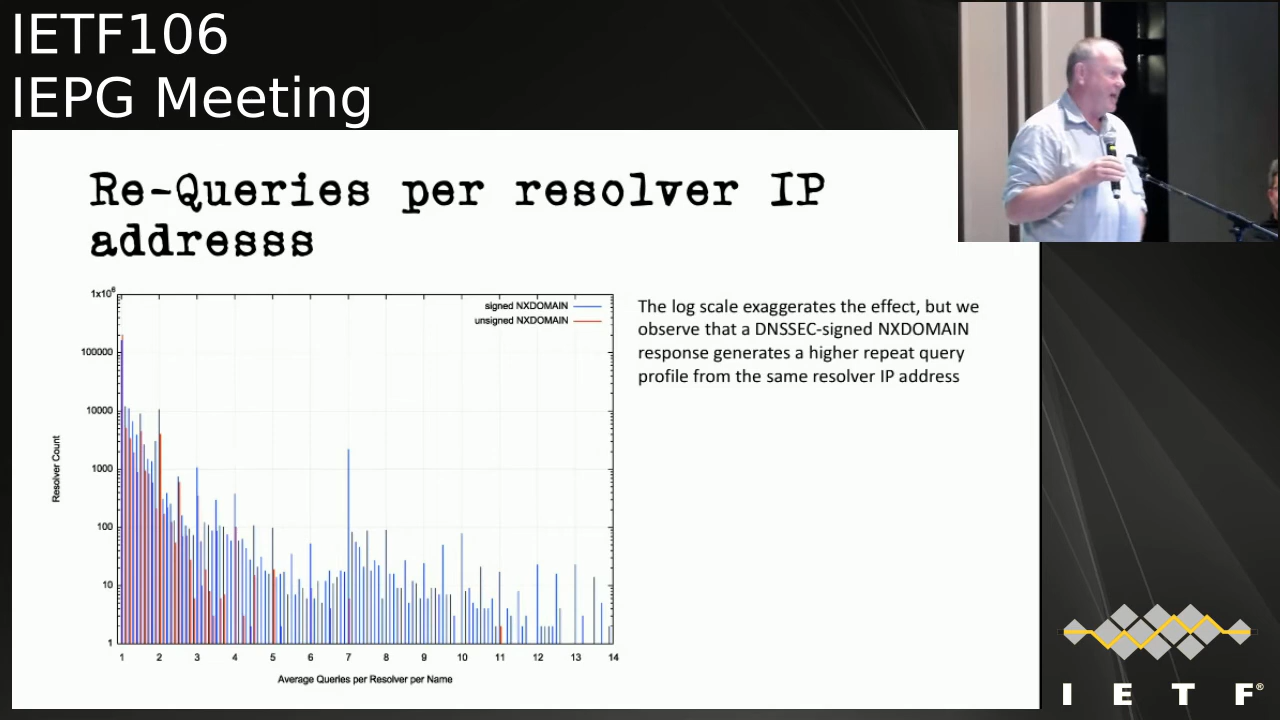 IETF106
IEPG Meeting
Re-Queries per resolver IP
addresss
1x10^6
100000
10000
1000
100
10
1
Resolver Count
signed NXDOMAIN
unsigned NXDOMAIN
1 2 3 4 5 6 7 8 9 10 11 12 13 14
Average Queries per Resolver per Name
The log scale exaggerates the effect, but we
observe that a DNSSEC-signed NXDOMAIN
response generates a higher repeat query
profile from the same resolver IP address
I E T F®